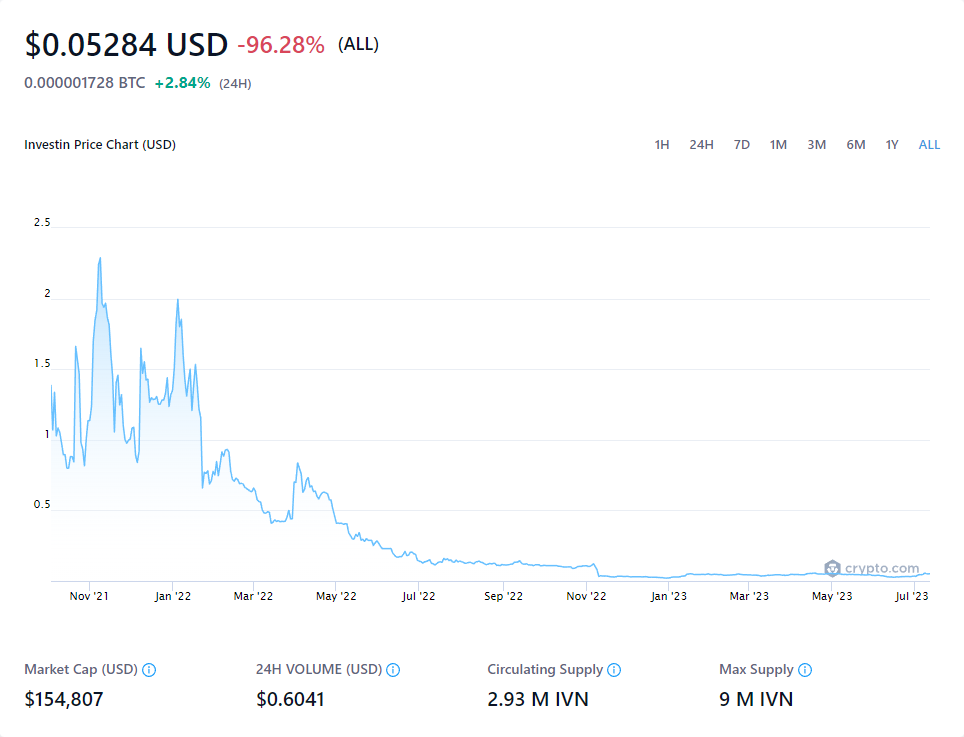 $0.05284 USD -96.28% (ALL)
0.000001728 BTC +2.84% (24H)
Investin Price Chart (USD) 1H 24H 7D 1M 3M 6M 1Y ALL
2.5
2
1.5
1
0.5
crypto.com
Nov '21 Jan '22 Mar '22 May '22 Jul '22 Sep '22 Nov '22 Jan '23 Mar '23 May '23 Jul '23
Market Cap (USD) 24H VOLUME (USD) Circulating Supply Max Supply
$154,807 $0.6041 2.93 M IVN 9 M IVN